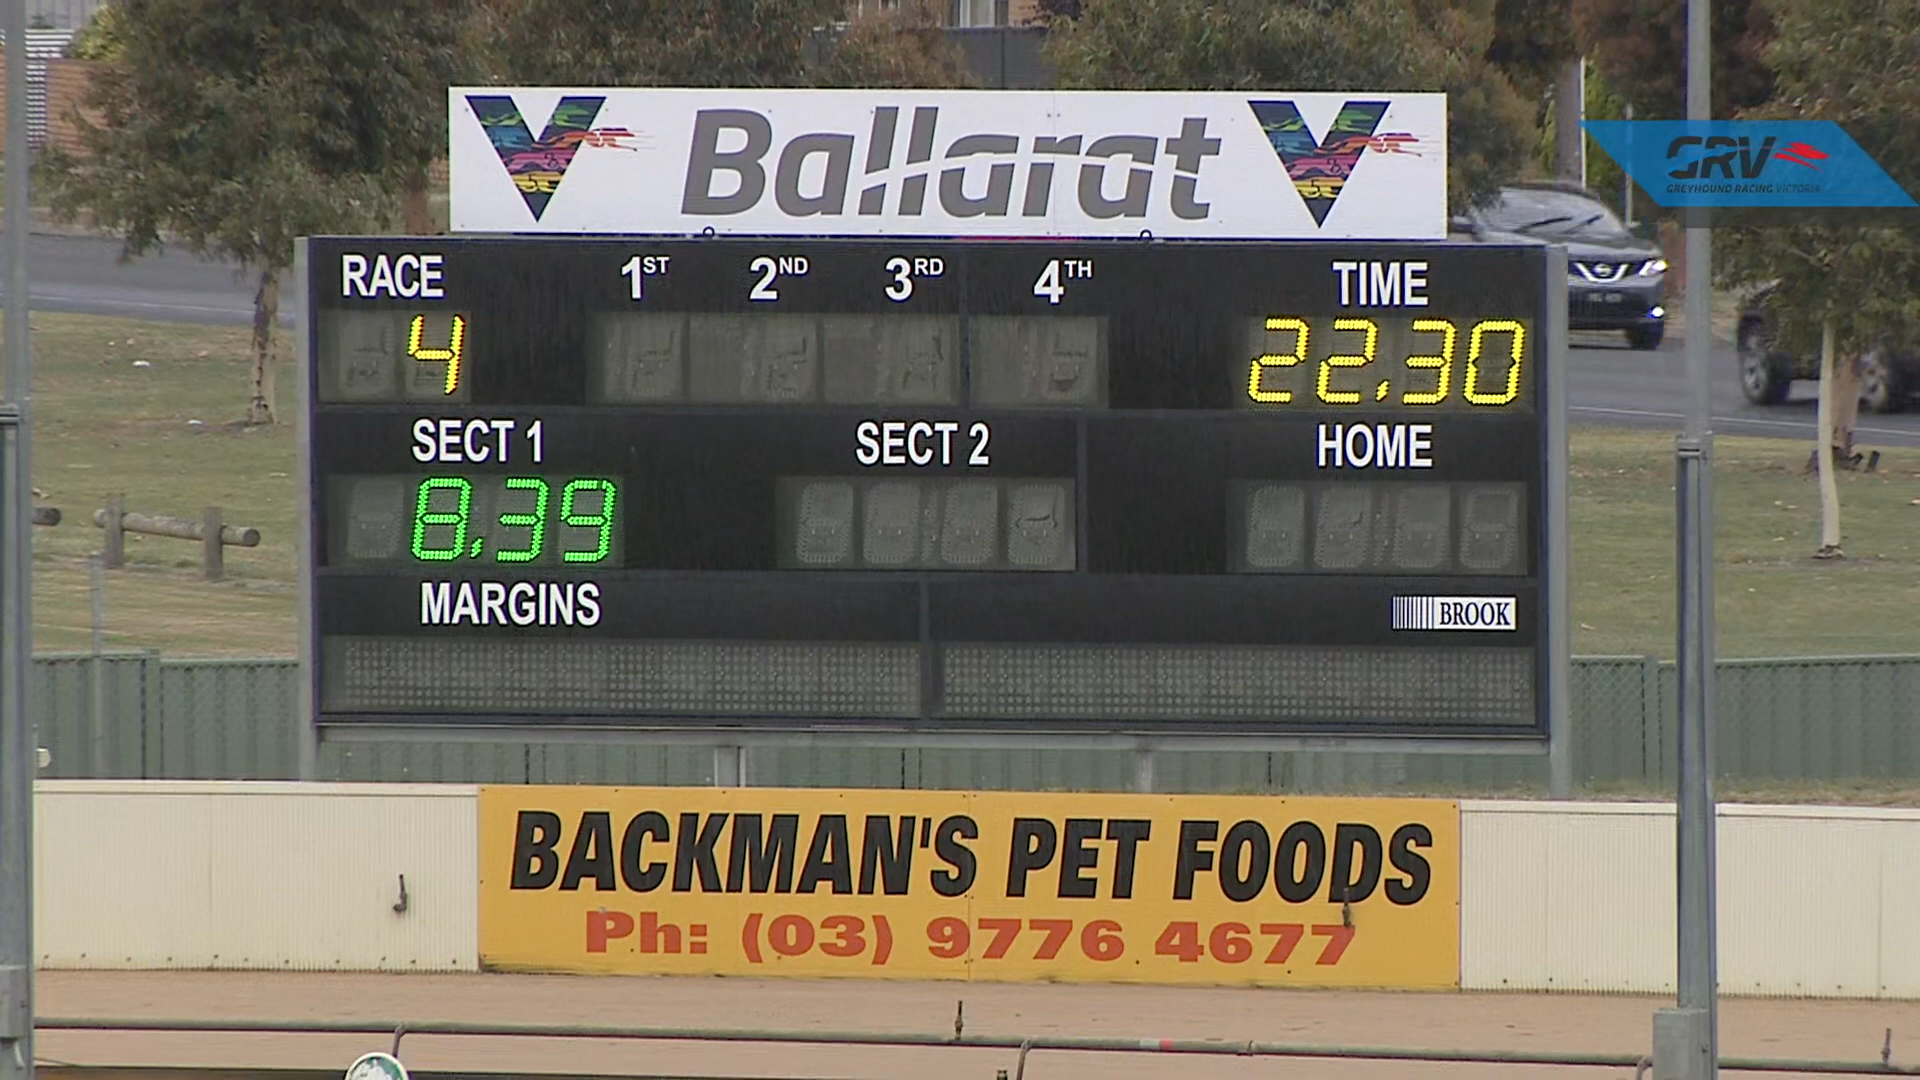 Ballarat
GRV
GREYHOUND RACING VICTORIA
RACE 1ST 2ND 3RD 4TH TIME
4 22.30
SECT 1 SECT 2 HOME
8.39
MARGINS BROOK
BACKMAN'S PET FOODS
Ph: (03) 9776 4677